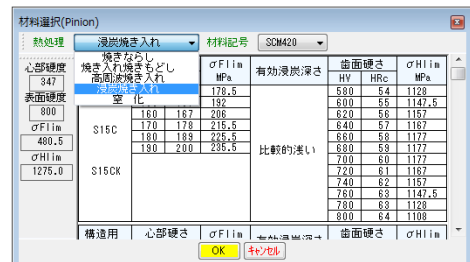 材料選択(Pinion)
熱処理 浸炭焼き入れ 材料記号 SCM420
焼きならし
焼き入れ焼きもどし
高周波焼き入れ
浸炭焼き入れ
窒 化
心部硬度
347
表面硬度
800
σFlim
480.5
σHlim
1275.0
σFlim MPa 有効浸炭深さ 歯面硬さ σHlim MPa
HV HRc
178.5 580 54 1128
192 600 55 1147.5
160 167 206 620 56 1157
S15C 170 178 215.5 640 57 1167
180 189 225.5 660 58 1177
190 200 235.5 比較的浅い 680 59 1177
700 60 1177
S15CK 720 61 1167
740 62 1157
760 63 1147.5
780 63 1128
800 64 1108
構造用 心部硬さ σFlim 有効浸炭深さ 歯面硬さ σHlim
OK キャンセル